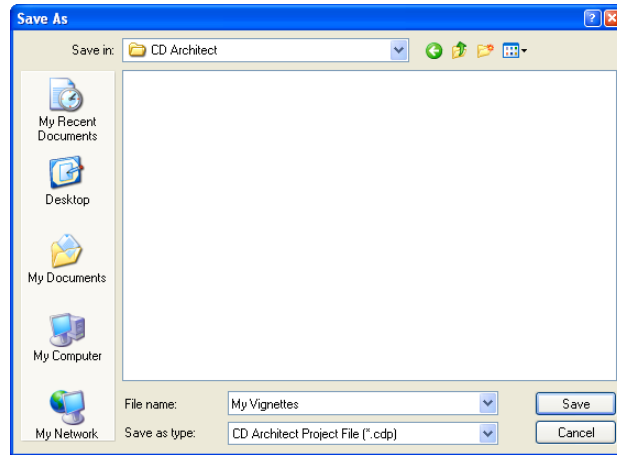 Save As
Save in: CD Architect
My Recent
Documents
Desktop
My Documents
My Computer
My Network
File name: My Vignettes Save
Save as type: CD Architect Project File (*.cdp) Cancel